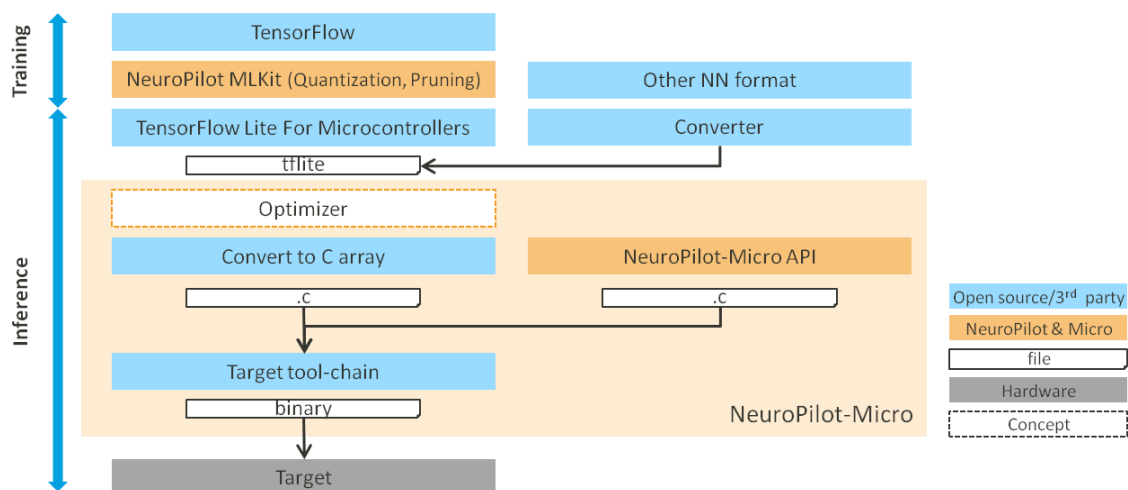 Training
TensorFlow
NeuroPilot MLKit (Quantization, Pruning)
Other NN format
Inference
TensorFlow Lite For Microcontrollers
Converter
tflite
Optimizer
Convert to C array
NeuroPilot-Micro API
.c
.c
Target tool-chain
binary
NeuroPilot-Micro
Target
Open source/3rd party
NeuroPilot & Micro
file
Hardware
Concept